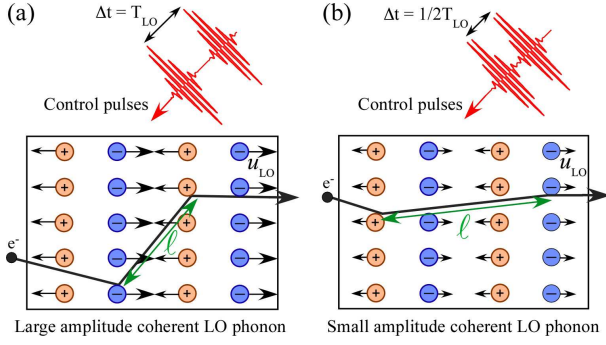 (a)
Δt = T_LO
Control pulses
+ − + −
u_LO
e⁻
ℓ
Large amplitude coherent LO phonon
(b)
Δt = 1/2T_LO
Control pulses
+ − + −
u_LO
e⁻
ℓ
Small amplitude coherent LO phonon